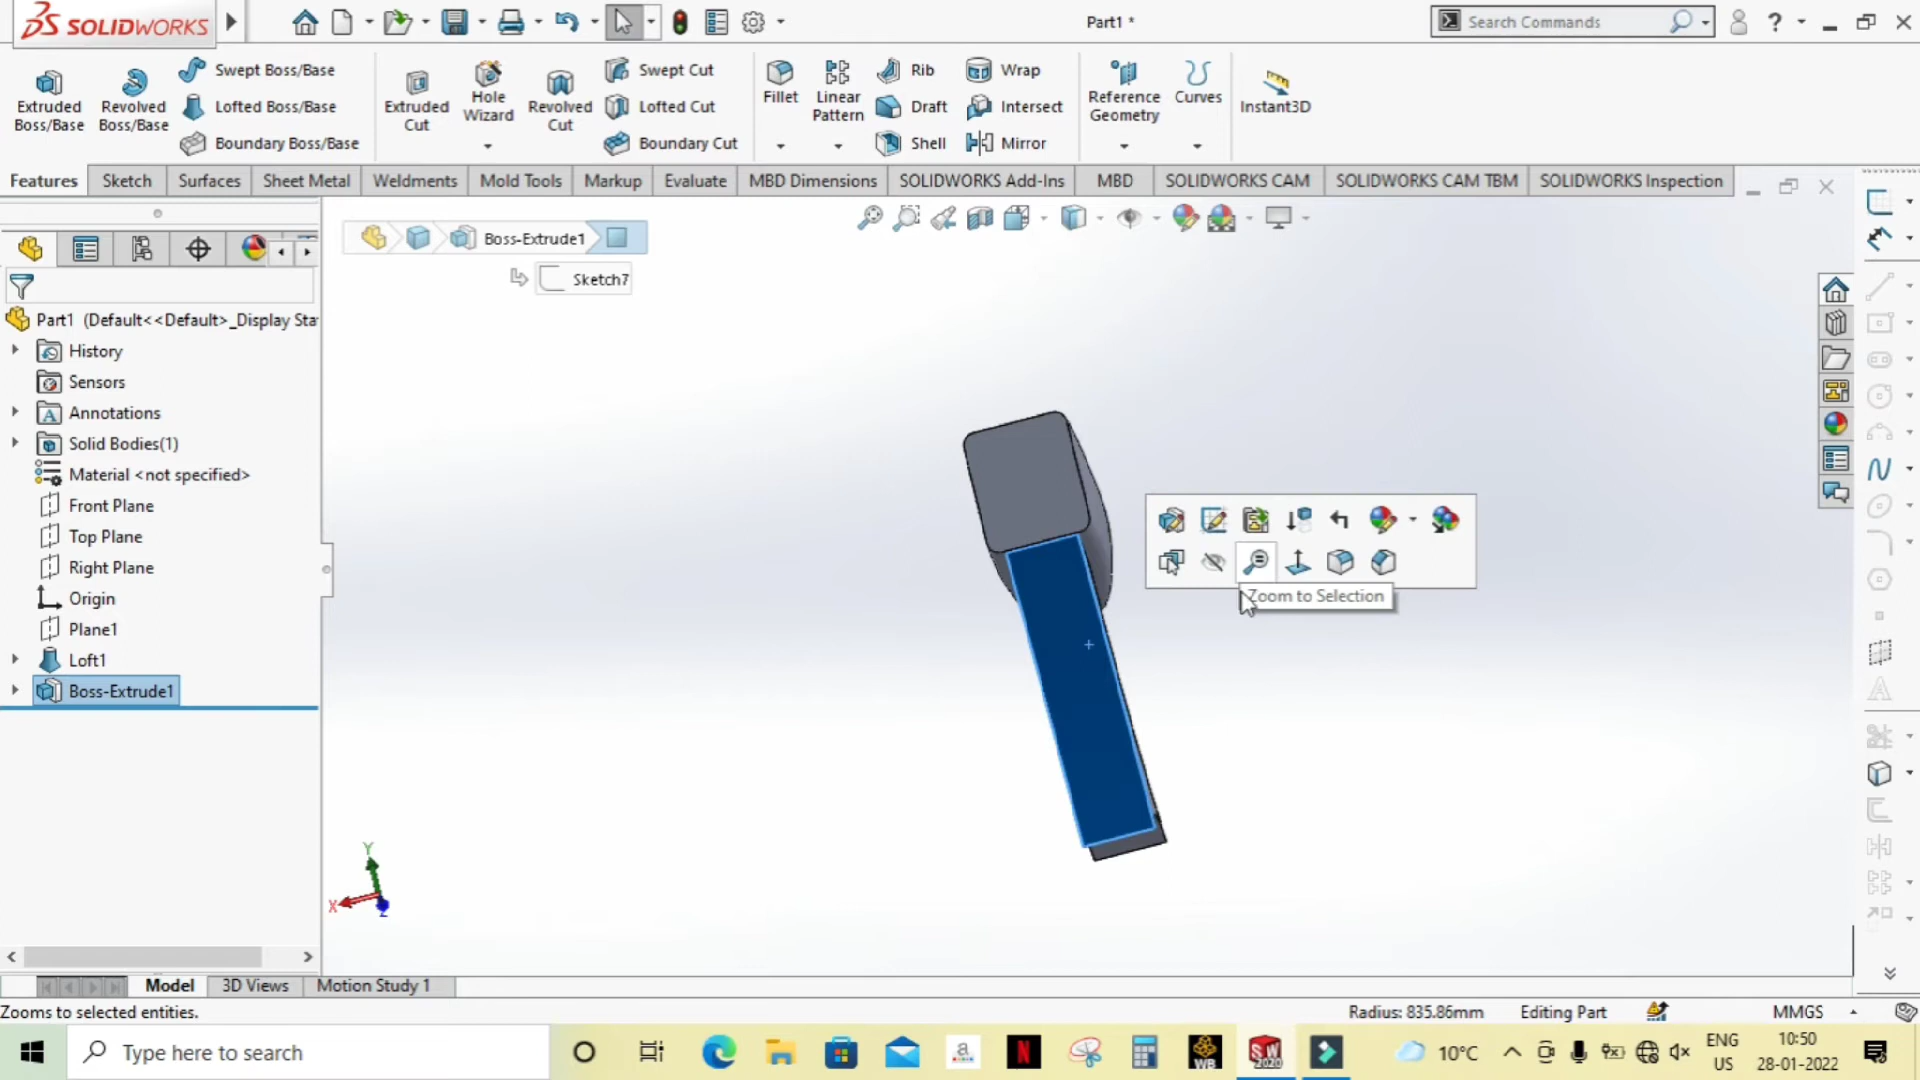 SOLIDWORKS
Part1 *
Search Commands
Extruded Boss/Base
Revolved Boss/Base
Swept Boss/Base
Lofted Boss/Base
Boundary Boss/Base
Extruded Cut
Hole Wizard
Revolved Cut
Swept Cut
Lofted Cut
Boundary Cut
Fillet
Linear Pattern
Rib
Draft
Shell
Wrap
Intersect
Mirror
Reference Geometry
Curves
Instant3D
Features
Sketch
Surfaces
Sheet Metal
Weldments
Mold Tools
Markup
Evaluate
MBD Dimensions
SOLIDWORKS Add-Ins
MBD
SOLIDWORKS CAM
SOLIDWORKS CAM TBM
SOLIDWORKS Inspection
Boss-Extrude1
Sketch7
Part1 (Default<<Default>_Display Sta
History
Sensors
Annotations
Solid Bodies(1)
Material <not specified>
Front Plane
Top Plane
Right Plane
Origin
Plane1
Loft1
Boss-Extrude1
Zoom to Selection
Y
X
Z
Model
3D Views
Motion Study 1
Zooms to selected entities.
Radius: 835.86mm
Editing Part
MMGS
Type here to search
a
N
WB
SW
2020
10°C
ENG
US
10:50
28-01-2022